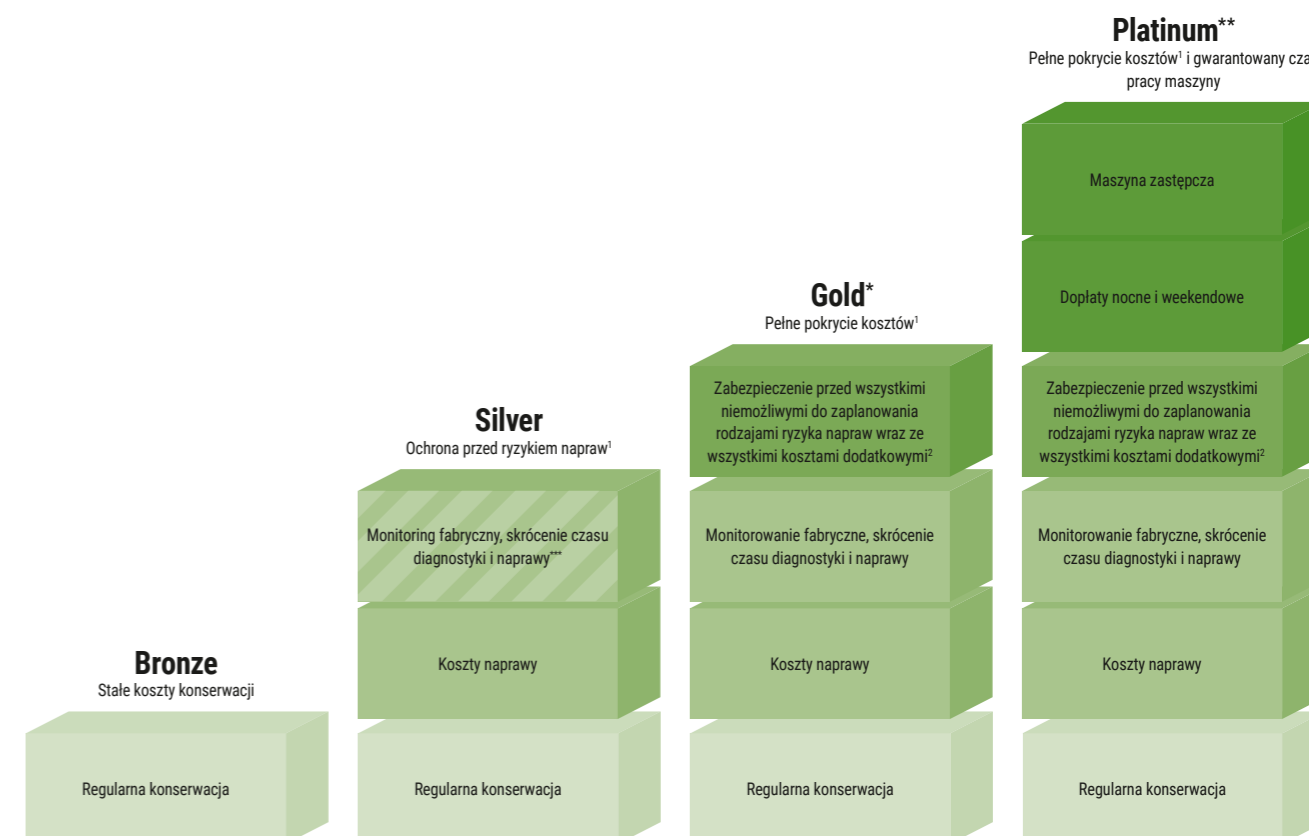 Platinum**
Pełne pokrycie kosztów¹ i gwarantowany cza
pracy maszyny
Maszyna zastępcza
Dopłaty nocne i weekendowe
Zabezpieczenie przed wszystkimi
niemożliwymi do zaplanowania
rodzajami ryzyka napraw wraz ze
wszystkimi kosztami dodatkowymi²
Monitorowanie fabryczne, skrócenie
czasu diagnostyki i naprawy
Koszty naprawy
Regularna konserwacja
Gold*
Pełne pokrycie kosztów¹
Zabezpieczenie przed wszystkimi
niemożliwymi do zaplanowania
rodzajami ryzyka napraw wraz ze
wszystkimi kosztami dodatkowymi²
Monitorowanie fabryczne, skrócenie
czasu diagnostyki i naprawy
Koszty naprawy
Regularna konserwacja
Silver
Ochrona przed ryzykiem napraw¹
Monitoring fabryczny, skrócenie czasu
diagnostyki i naprawy***
Koszty naprawy
Regularna konserwacja
Bronze
Stałe koszty konserwacji
Regularna konserwacja